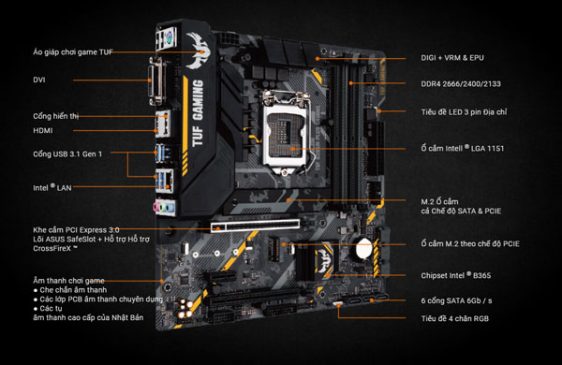 Áo giáp chơi game TUF
DVI
Cổng hiển thị
HDMI
Cổng USB 3.1 Gen 1
Intel ® LAN
Khe cắm PCI Express 3.0
Lõi ASUS SafeSlot + Hỗ trợ Hỗ trợ
CrossFireX ™
Âm thanh chơi game
● Che chắn âm thanh
● Các lớp PCB âm thanh chuyên dụng
● Các tụ
âm thanh cao cấp của Nhật Bản
TUF GAMING
DIGI + VRM & EPU
DDR4 2666/2400/2133
Tiêu đề LED 3 pin Địa chỉ
Ổ cắm Intell ® LGA 1151
M.2 Ổ cắm
cả Chế độ SATA & PCIE
Ổ cắm M.2 theo chế độ PCIE
Chipset Intel ® B365
6 cổng SATA 6Gb / s
Tiêu đề 4 chân RGB